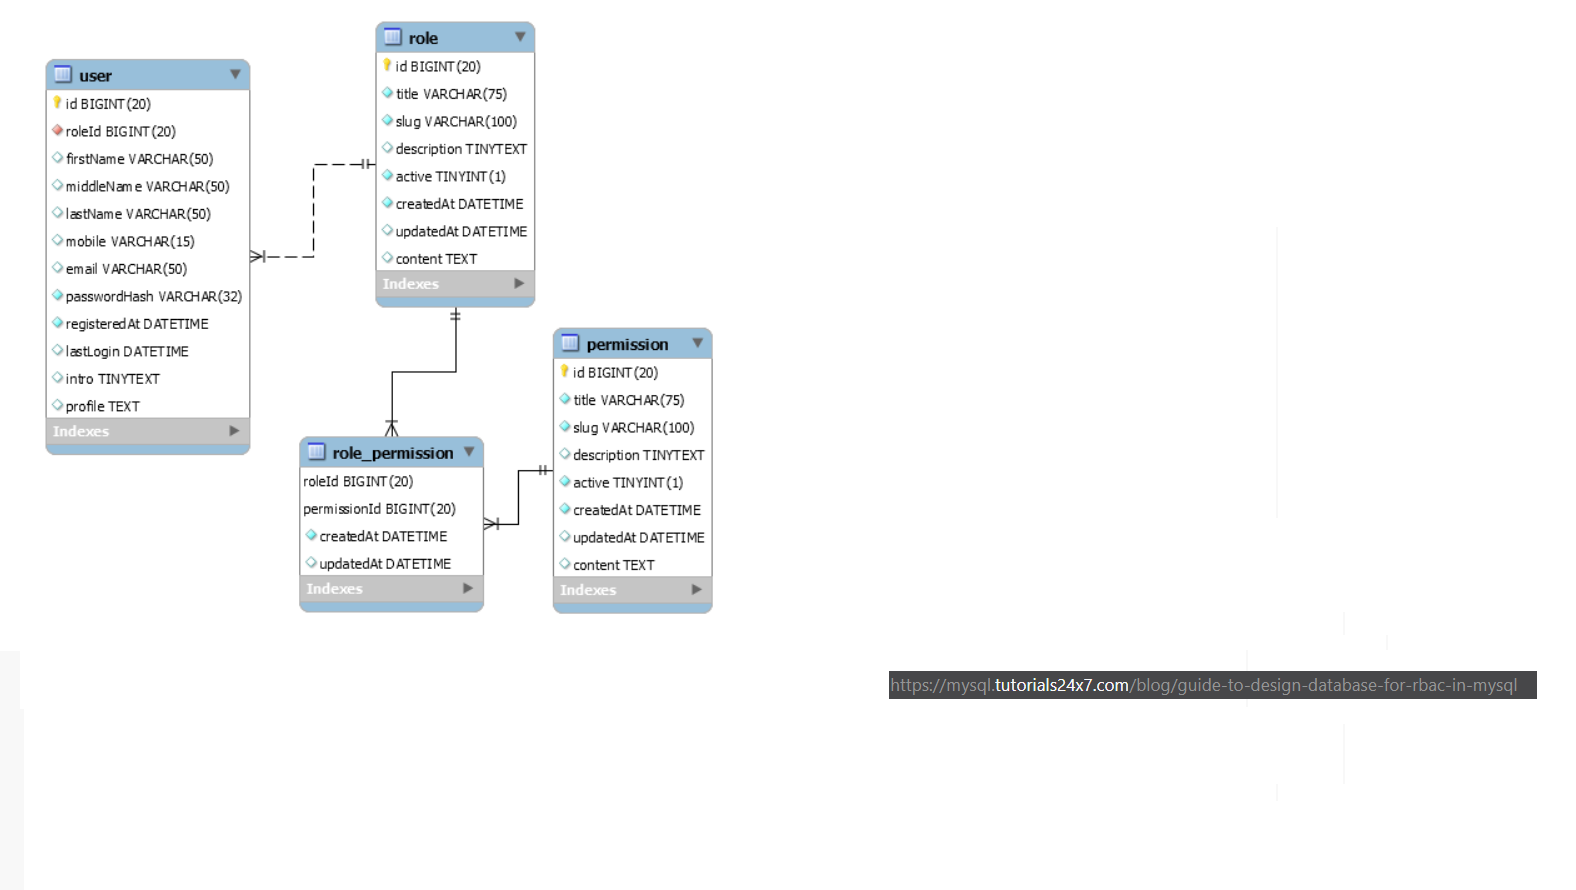 user
id BIGINT(20)
roleId BIGINT(20)
firstName VARCHAR(50)
middleName VARCHAR(50)
lastName VARCHAR(50)
mobile VARCHAR(15)
email VARCHAR(50)
passwordHash VARCHAR(32)
registeredAt DATETIME
lastLogin DATETIME
intro TINYTEXT
profile TEXT
Indexes
role
id BIGINT(20)
title VARCHAR(75)
slug VARCHAR(100)
description TINYTEXT
active TINYINT(1)
createdAt DATETIME
updatedAt DATETIME
content TEXT
Indexes
role_permission
roleId BIGINT(20)
permissionId BIGINT(20)
createdAt DATETIME
updatedAt DATETIME
Indexes
permission
id BIGINT(20)
title VARCHAR(75)
slug VARCHAR(100)
description TINYTEXT
active TINYINT(1)
createdAt DATETIME
updatedAt DATETIME
content TEXT
Indexes
https://mysql.tutorials24x7.com/blog/guide-to-design-database-for-rbac-in-mysql